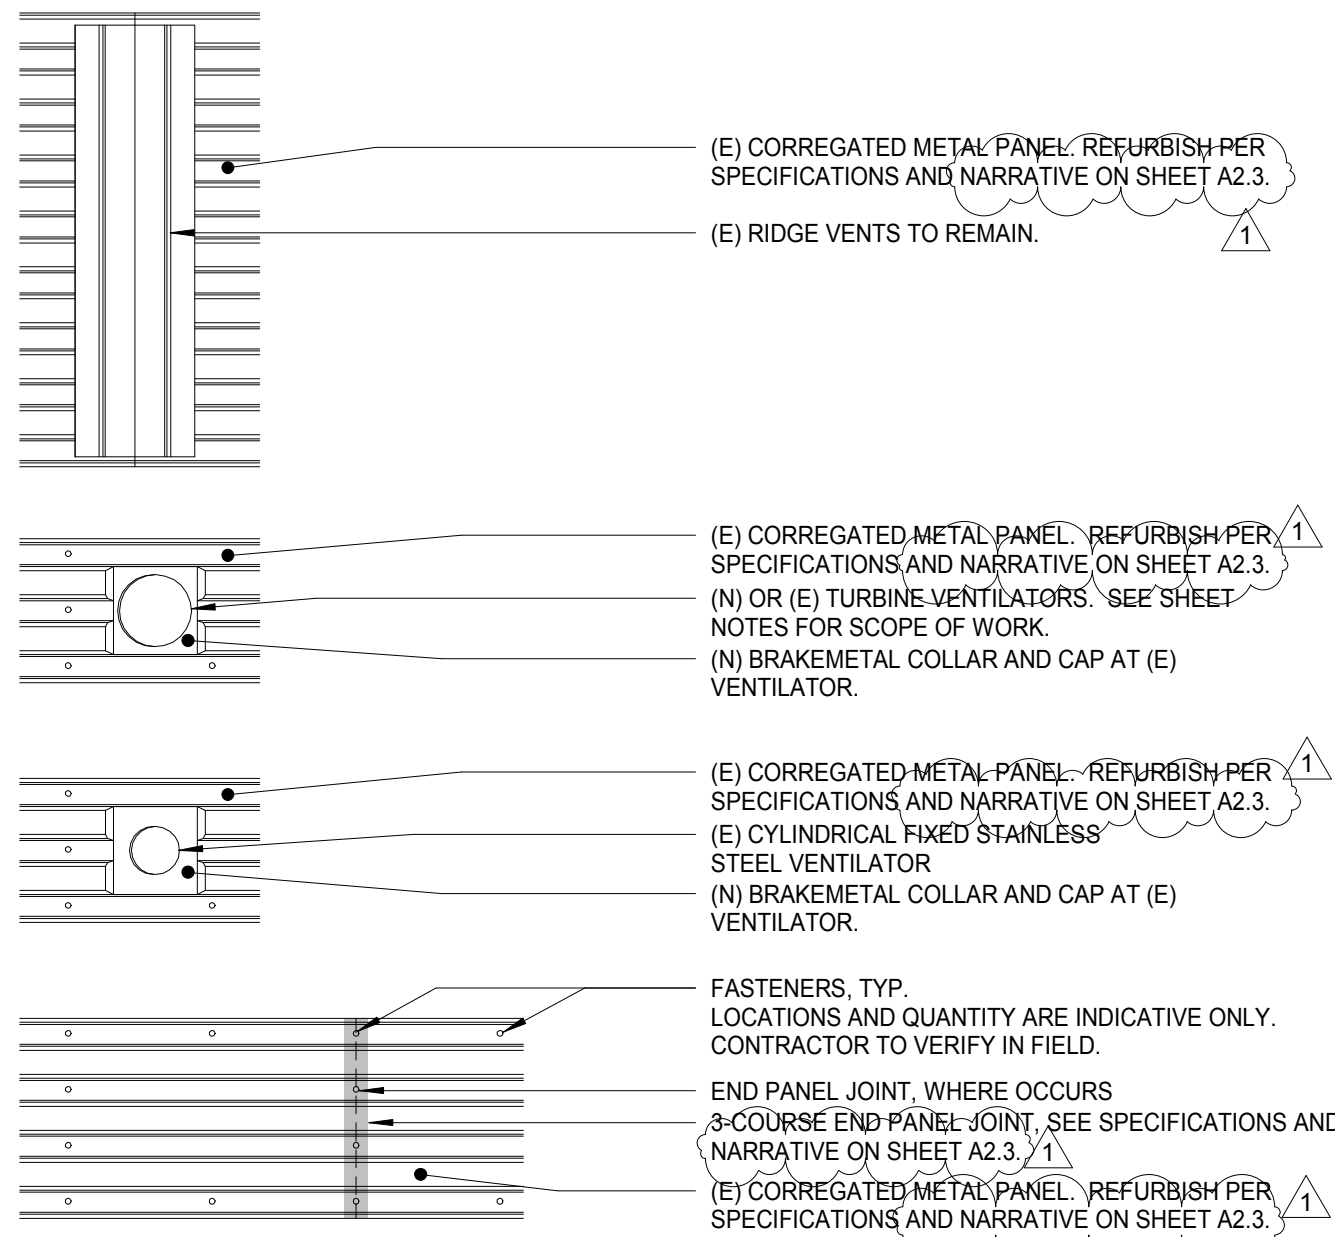 (E) CORREGATED METAL PANEL. REFURBISH PER
SPECIFICATIONS AND NARRATIVE ON SHEET A2.3.
(E) RIDGE VENTS TO REMAIN.
1
(E) CORREGATED METAL PANEL. REFURBISH PER
1
SPECIFICATIONS AND NARRATIVE ON SHEET A2.3.
(N) OR (E) TURBINE VENTILATORS. SEE SHEET
NOTES FOR SCOPE OF WORK.
(N) BRAKEMETAL COLLAR AND CAP AT (E)
VENTILATOR.
(E) CORREGATED METAL PANEL. REFURBISH PER
1
SPECIFICATIONS AND NARRATIVE ON SHEET A2.3.
(E) CYLINDRICAL FIXED STAINLESS
STEEL VENTILATOR
(N) BRAKEMETAL COLLAR AND CAP AT (E)
VENTILATOR.
FASTENERS, TYP.
LOCATIONS AND QUANTITY ARE INDICATIVE ONLY.
CONTRACTOR TO VERIFY IN FIELD.
END PANEL JOINT, WHERE OCCURS
3-COURSE END PANEL JOINT, SEE SPECIFICATIONS AND
NARRATIVE ON SHEET A2.3.
1
(E) CORREGATED METAL PANEL. REFURBISH PER
1
SPECIFICATIONS AND NARRATIVE ON SHEET A2.3.